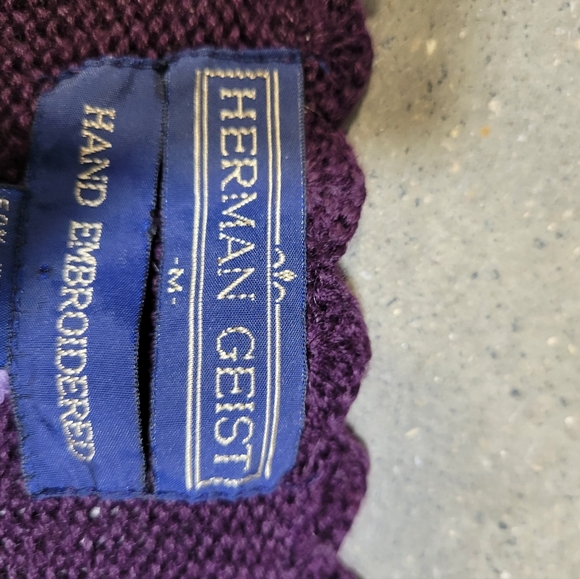 HERMAN GEIST
-M-
HAND EMBROIDERED